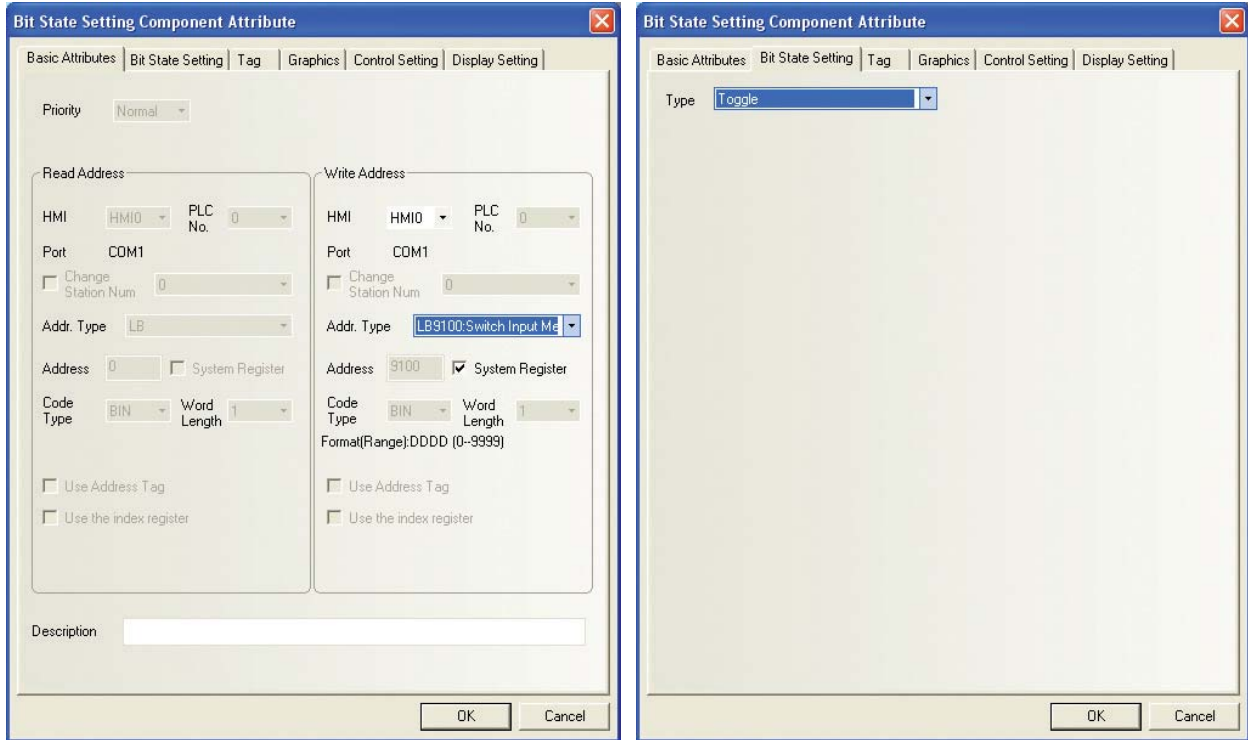 Bit State Setting Component Attribute
Basic Attributes Bit State Setting Tag Graphics Control Setting Display Setting
Priority Normal
Read Address
HMI HMI0 PLC No. 0
Port COM1
Change Station Num 0
Addr. Type LB
Address 0 System Register
Code Type BIN Word Length 1
Use Address Tag
Use the index register
Write Address
HMI HMI0 PLC No. 0
Port COM1
Change Station Num 0
Addr. Type LB9100:Switch Input Me
Address 9100 System Register
Code Type BIN Word Length 1
Format(Range):DDDD (0--9999)
Use Address Tag
Use the index register
Description
OK Cancel
Bit State Setting Component Attribute
Basic Attributes Bit State Setting Tag Graphics Control Setting Display Setting
Type Toggle
OK Cancel